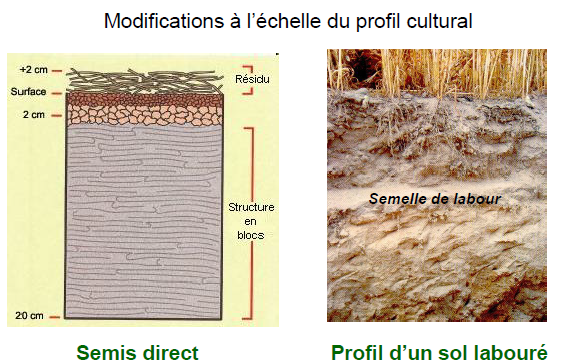 Modifications à l'échelle du profil cultural
+2 cm
Résidu
Surface
2 cm
Structure
en
blocs
20 cm
Semelle de labour
Semis direct
Profil d'un sol labouré